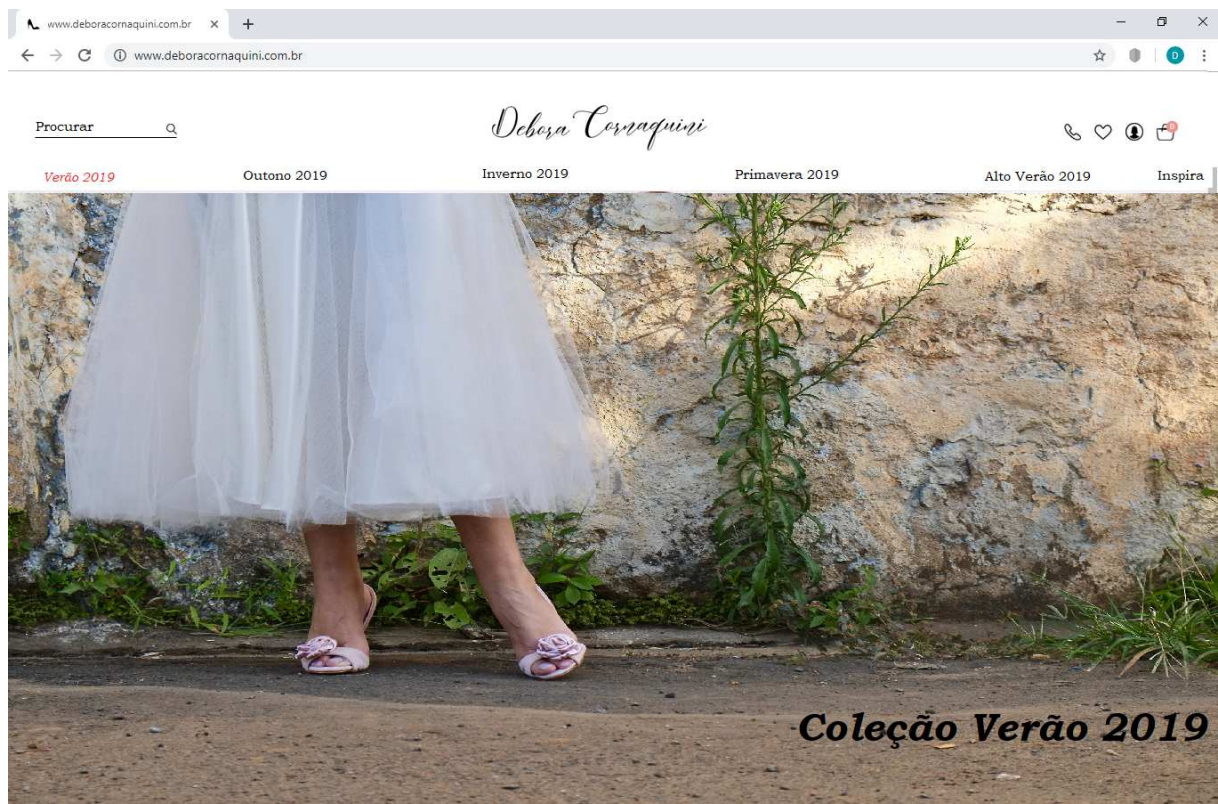 www.deboracornaquini.com.br
www.deboracornaquini.com.br
D
Procurar
Debora Cornaquini
0
Verão 2019 Outono 2019 Inverno 2019 Primavera 2019 Alto Verão 2019 Inspira
Coleção Verão 2019